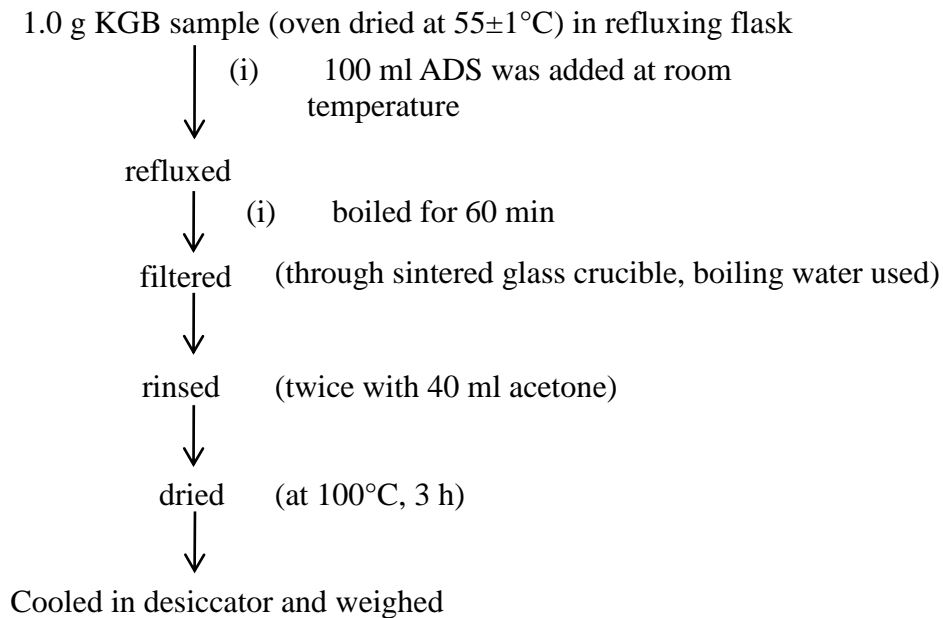 1.0 g KGB sample (oven dried at 55±1°C) in refluxing flask
(i) 100 ml ADS was added at room
temperature
refluxed
(i) boiled for 60 min
filtered (through sintered glass crucible, boiling water used)
rinsed (twice with 40 ml acetone)
dried (at 100°C, 3 h)
Cooled in desiccator and weighed